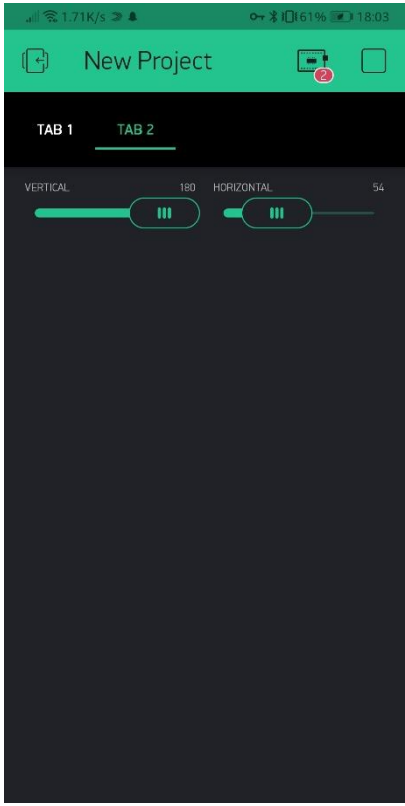 1.71K/s 61% 18:03
New Project
2
TAB 1 TAB 2
VERTICAL 180 HORIZONTAL 54